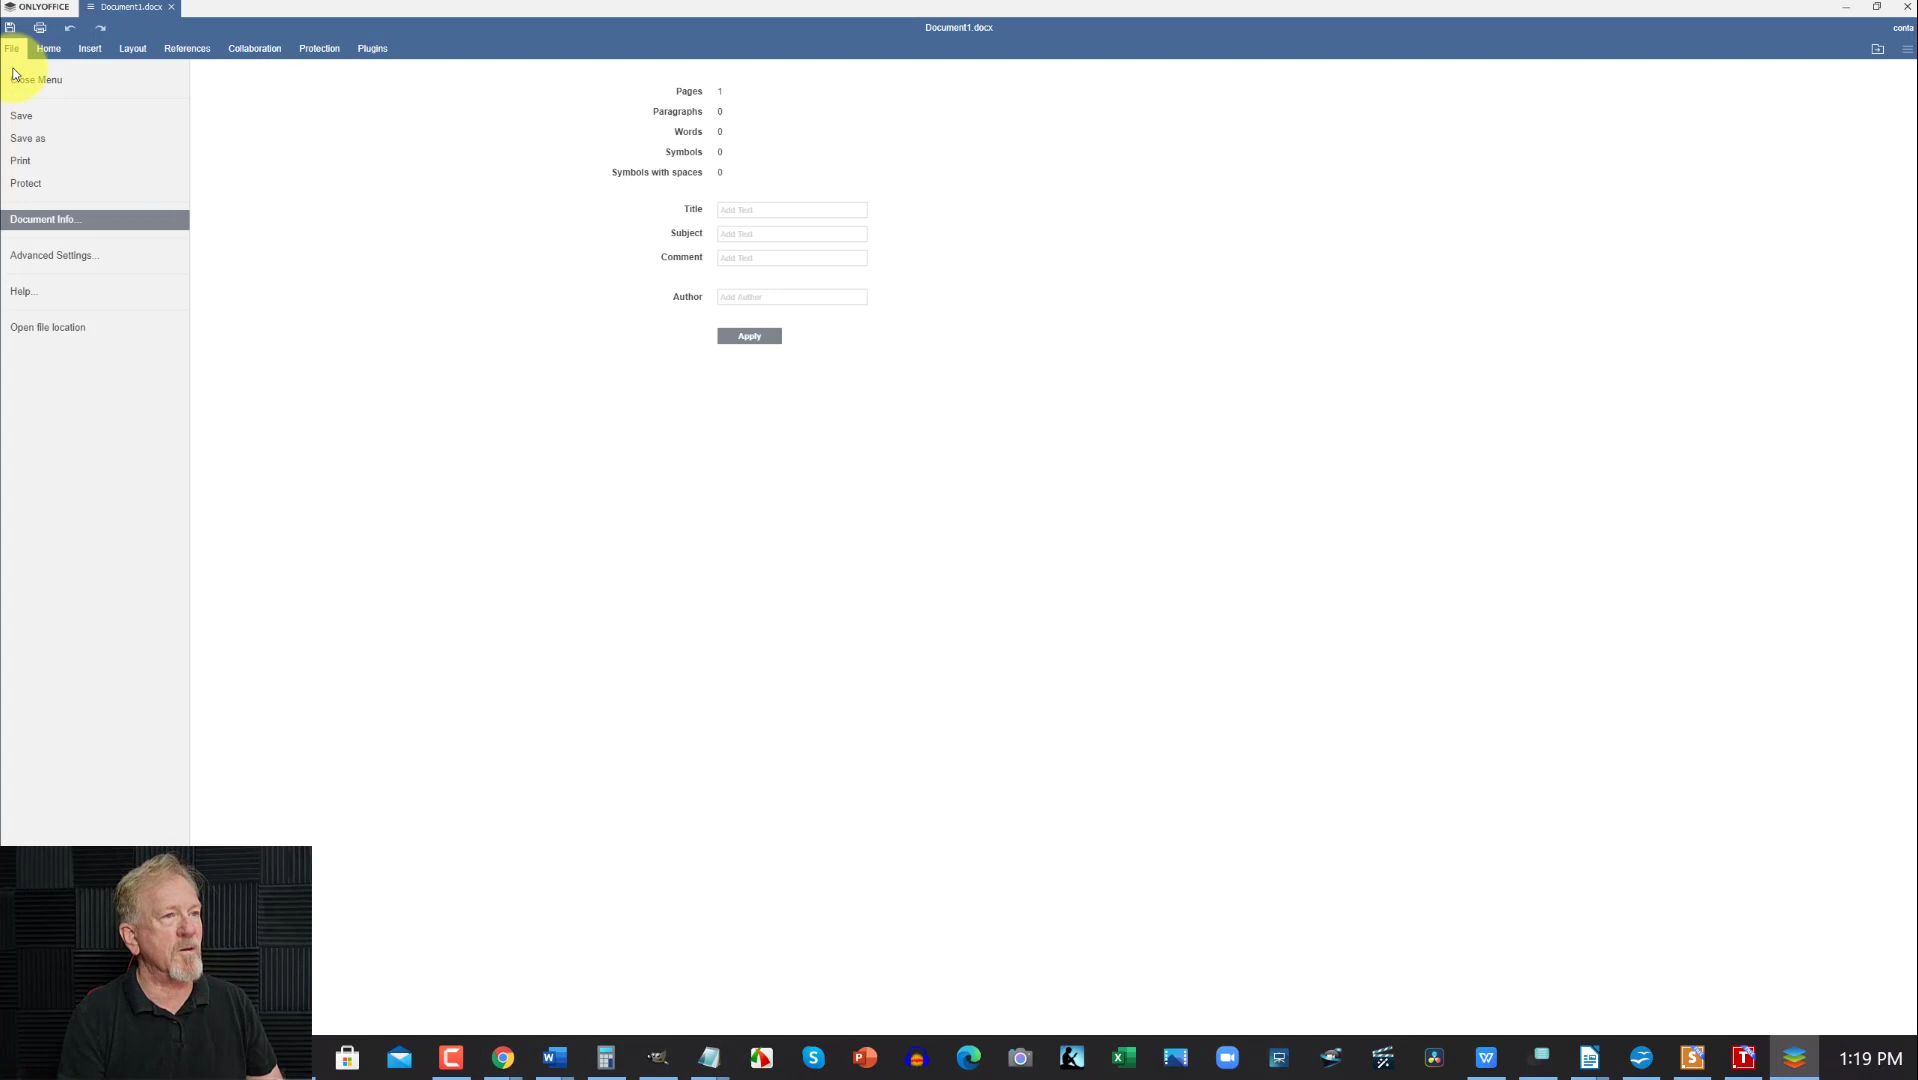 ONLYOFFICE Document1.docx
Document1.docx
conta
File Home Insert Layout References Collaboration Protection Plugins
Close Menu
Save
Save as
Print
Protect
Document Info...
Advanced Settings...
Help...
Open file location
Pages 1
Paragraphs 0
Words 0
Symbols 0
Symbols with spaces 0
Title Add Text
Subject Add Text
Comment Add Text
Author Add Author
Apply
1:19 PM